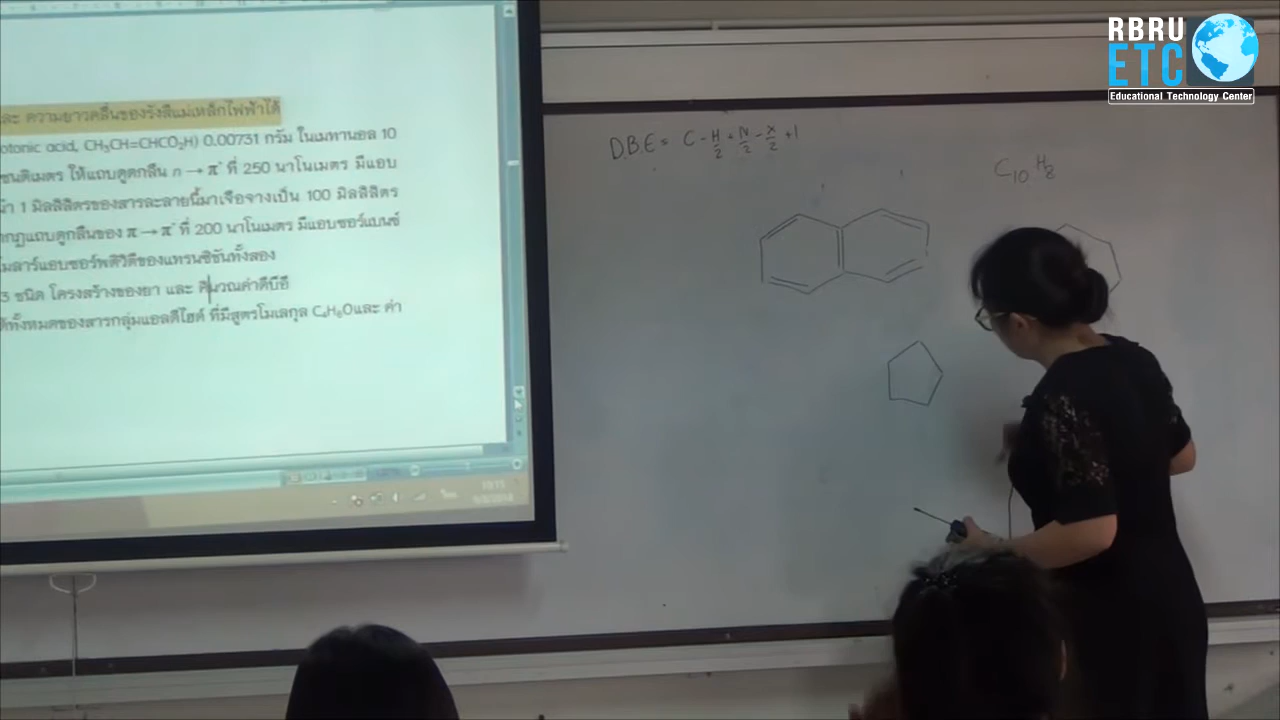 ละ ความยาวคลื่นของรังสีแม่เหล็กไฟฟ้าได้
otonic acid, CH₃CH=CHCO₂H) 0.00731 กรัม ในเมทานอล 10
ซนติเมตร ให้แถบดูดกลืน n → π* ที่ 250 นาโนเมตร มีแอบ
1 มิลลิลิตรของสารละลายนี้มาเจือจางเป็น 100 มิลลิลิตร
กฏแถบดูดกลืนของ π → π* ที่ 200 นาโนเมตร มีแอบซอร์แบนซ์
มลาร์แอบซอร์พติวิตีของแทรนซิชันทั้งสอง
3 ชนิด โครงสร้างของยา และ
ทั้งหมดของสารกลุ่มแอลดีไฮด์ ที่มีสูตรโมเลกุล C₄H₆Oและ ค่า
D.B.E = C - H/2 + N/2 - X/2 + 1
C₁₀H₈
RBRU
ETC
Educational Technology Center